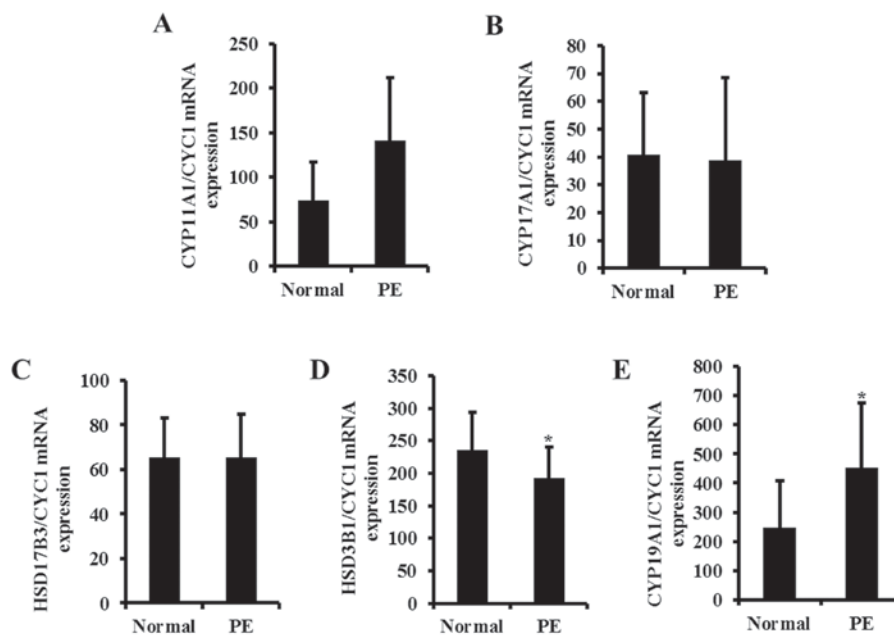 A
CYP11A1/CYC1 mRNA
expression
250
200
150
100
50
0
Normal PE
B
CYP17A1/CYC1 mRNA
expression
80
70
60
50
40
30
20
10
0
Normal PE
C
HSD17B3/CYC1 mRNA
expression
100
80
60
40
20
0
Normal PE
D
HSD3B1/CYC1 mRNA
expression
350
300
250
200
150
100
50
0
*
Normal PE
E
CYP19A1/CYC1 mRNA
expression
800
700
600
500
400
300
200
100
0
*
Normal PE